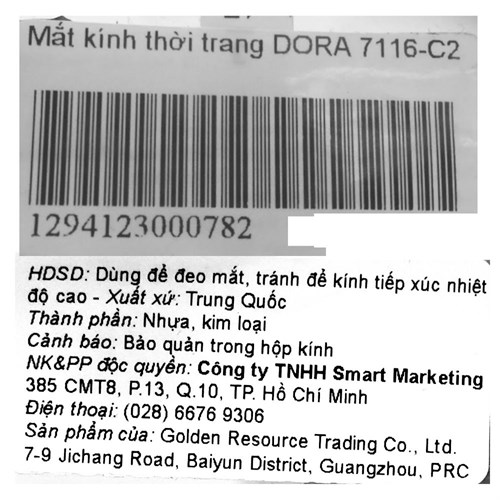 Mắt kính thời trang DORA 7116-C2
1294123000782
HDSD: Dùng để đeo mắt, tránh để kính tiếp xúc nhiệt
độ cao - Xuất xứ: Trung Quốc
Thành phần: Nhựa, kim loại
Cảnh báo: Bảo quản trong hộp kính
NK&PP độc quyền: Công ty TNHH Smart Marketing
385 CMT8, P.13, Q.10, TP. Hồ Chí Minh
Điện thoại: (028) 6676 9306
Sản phẩm của: Golden Resource Trading Co., Ltd.
7-9 Jichang Road, Baiyun District, Guangzhou, PRC